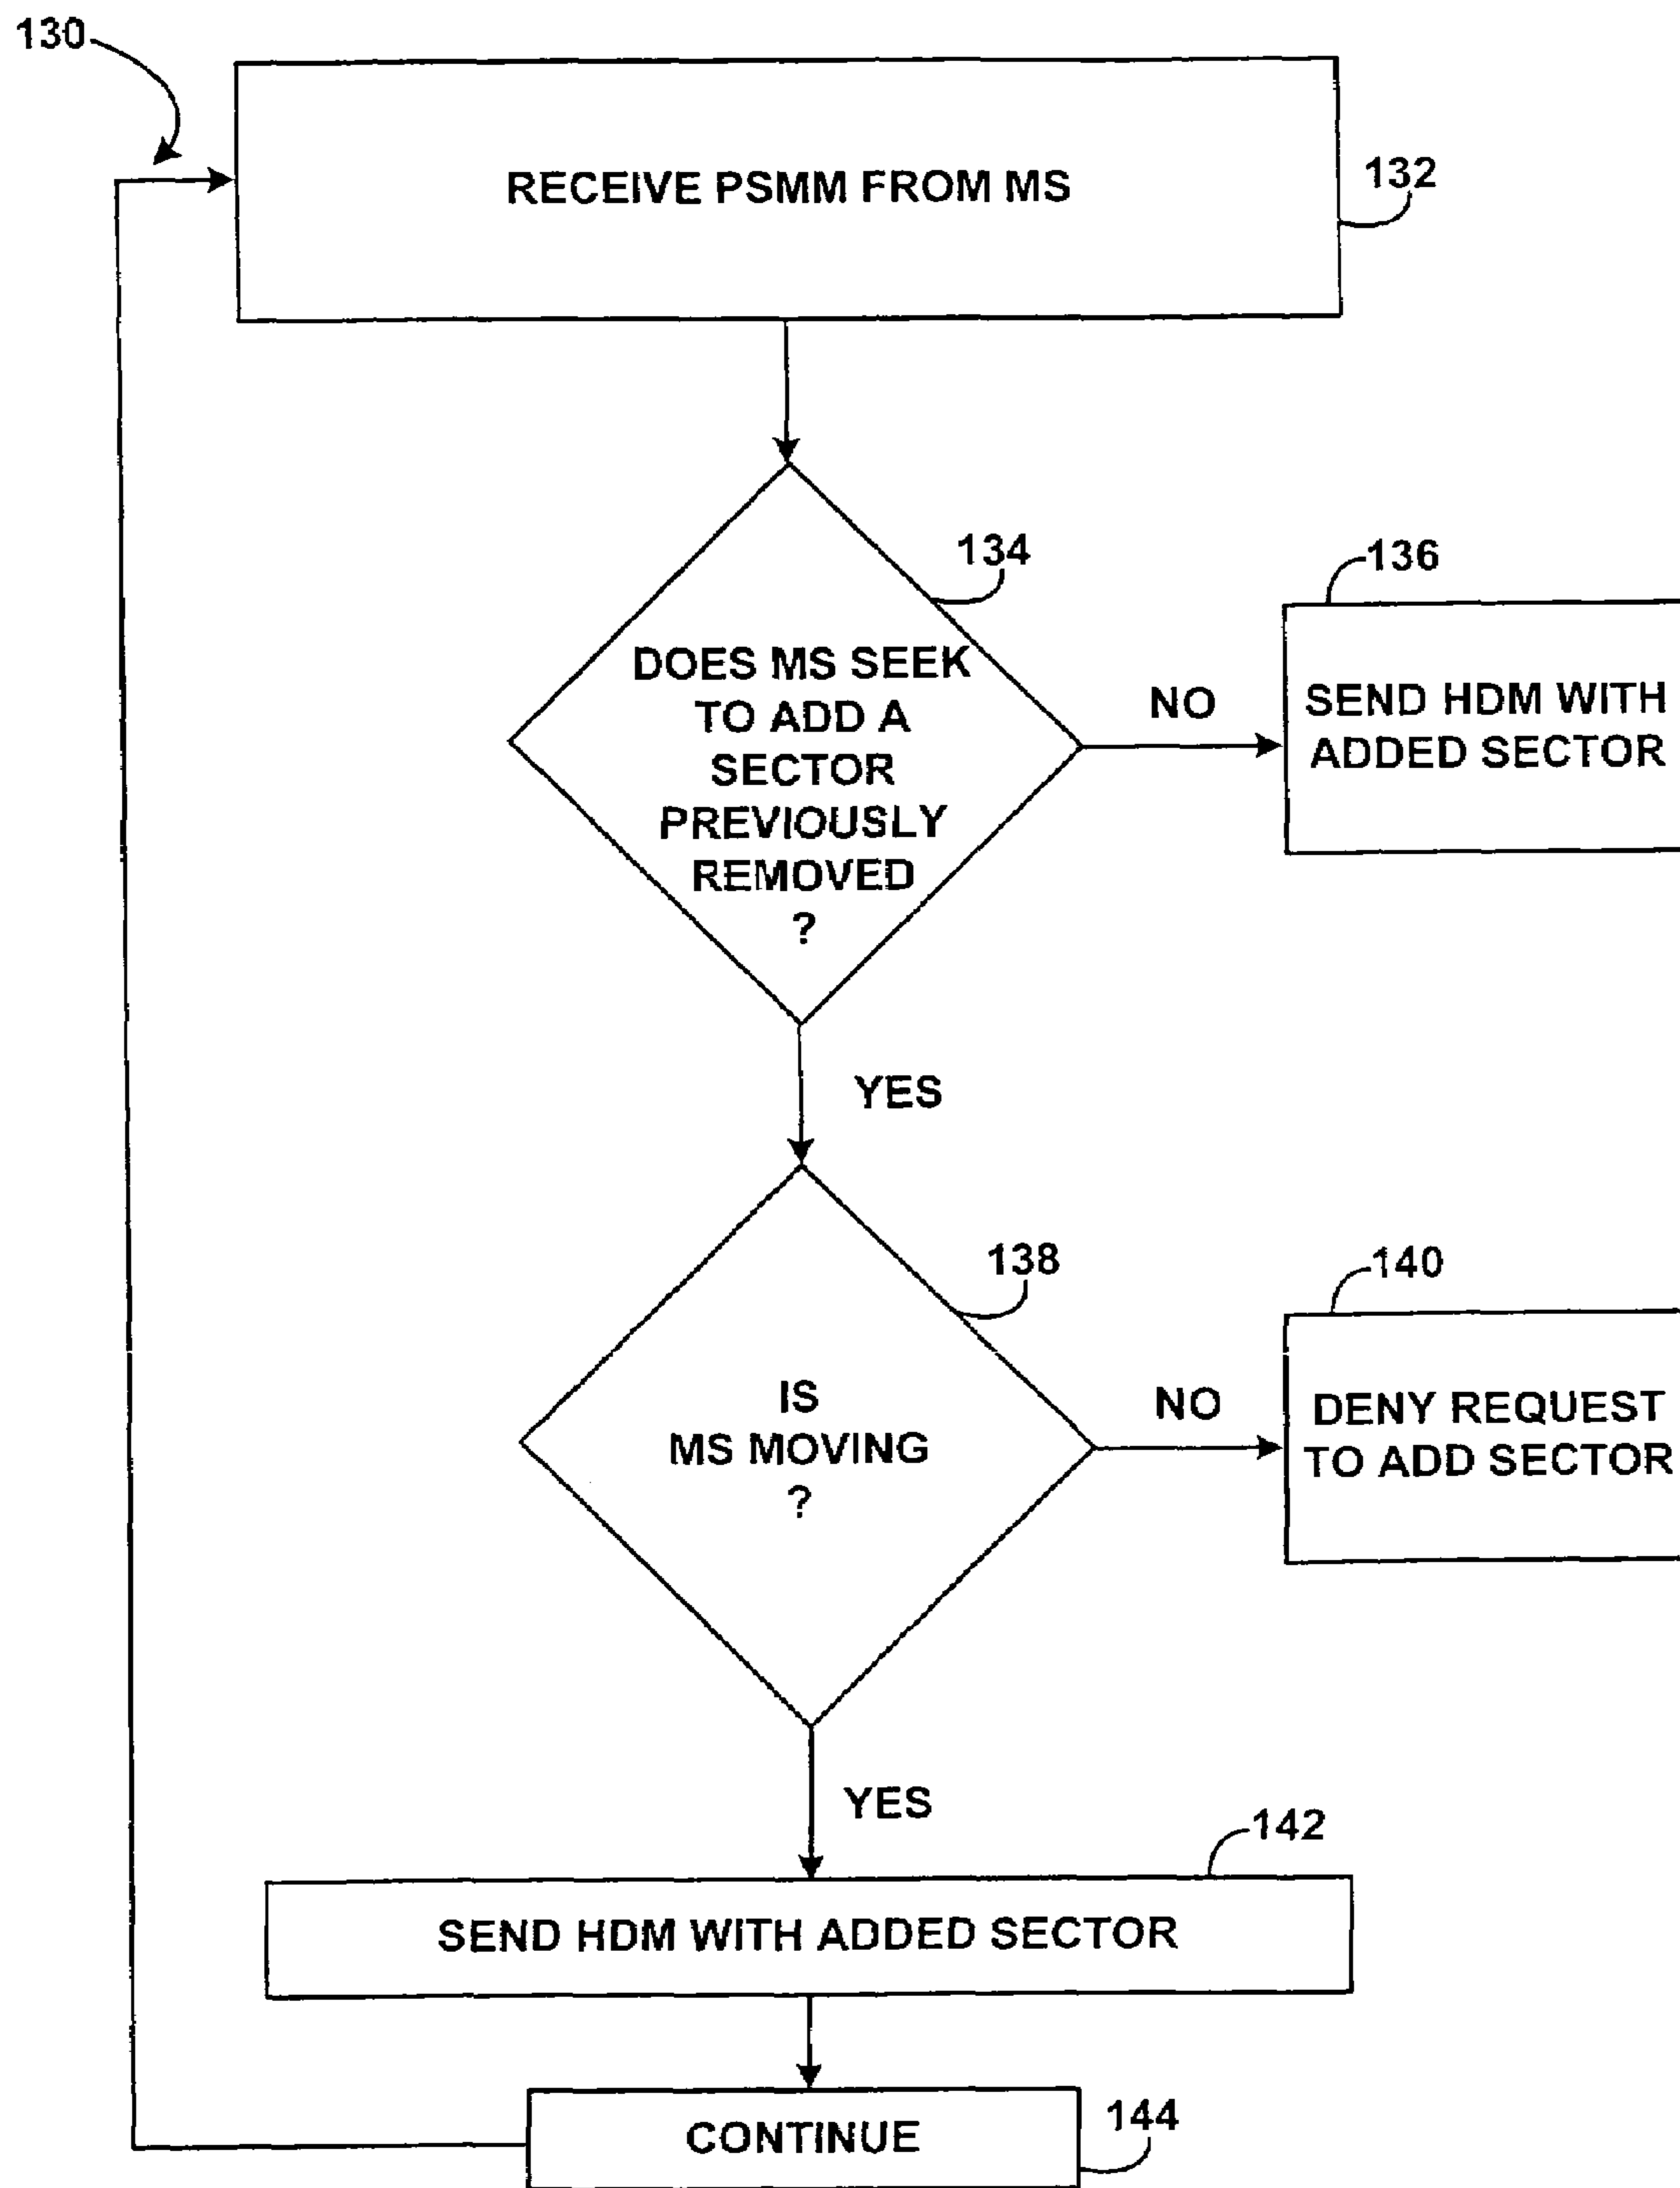 130
RECEIVE PSMM FROM MS
132
134
DOES MS SEEK
TO ADD A
SECTOR
PREVIOUSLY
REMOVED
?
NO
136
SEND HDM WITH
ADDED SECTOR
YES
138
IS
MS MOVING
?
NO
140
DENY REQUEST
TO ADD SECTOR
YES
142
SEND HDM WITH ADDED SECTOR
CONTINUE
144